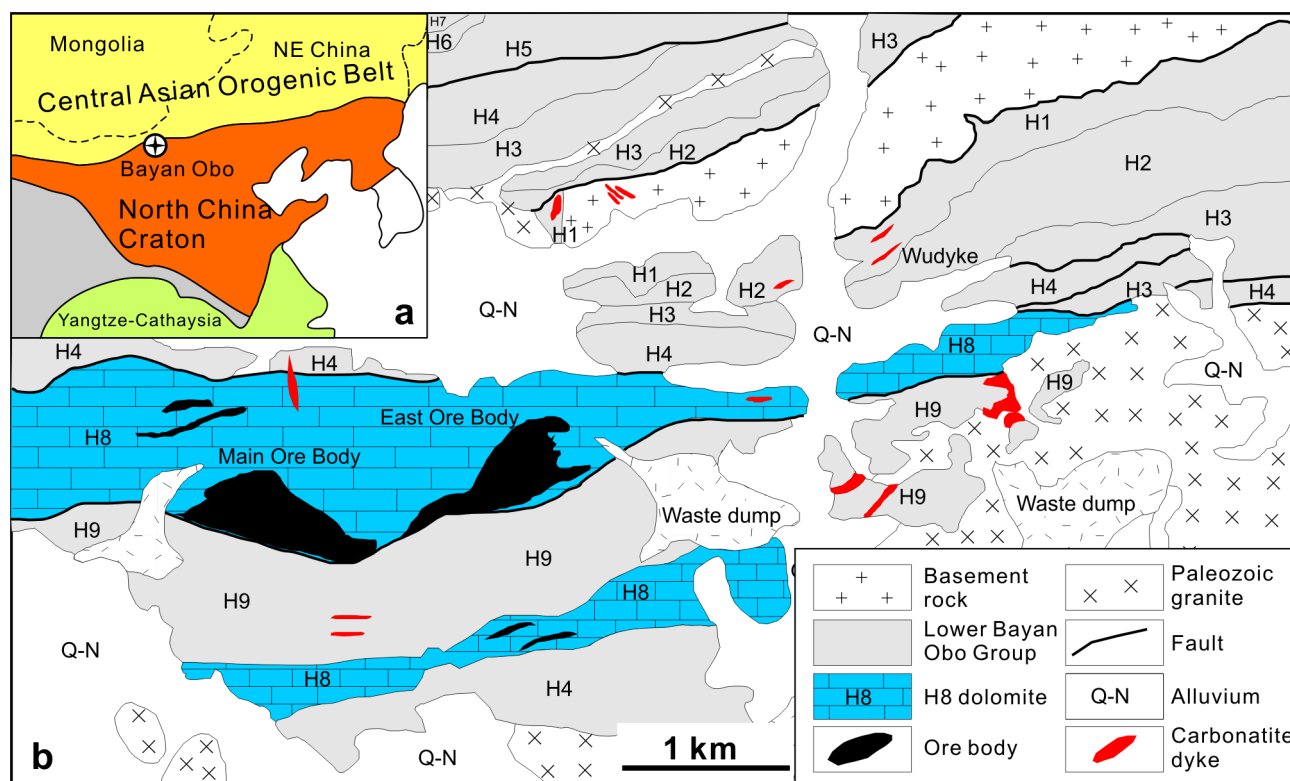 Mongolia
NE China
Central Asian Orogenic Belt
Bayan Obo
North China
Craton
Yangtze-Cathaysia
a
H7
H6
H5
H4
H3
H3
H2
H1
H3
H1
H2
H3
Wudyke
H4
H3
H4
Q-N
H1
H2
H2
H3
H4
Q-N
H8
Q-N
H9
H9
H9
Waste dump
H4
H4
East Ore Body
H8
Main Ore Body
Waste dump
H9
H9
H9
H8
Q-N
H8
H4
Q-N
b
1 km
Basement
rock
Paleozoic
granite
Lower Bayan
Obo Group
Fault
H8
H8 dolomite
Q-N
Alluvium
Ore body
Carbonatite
dyke